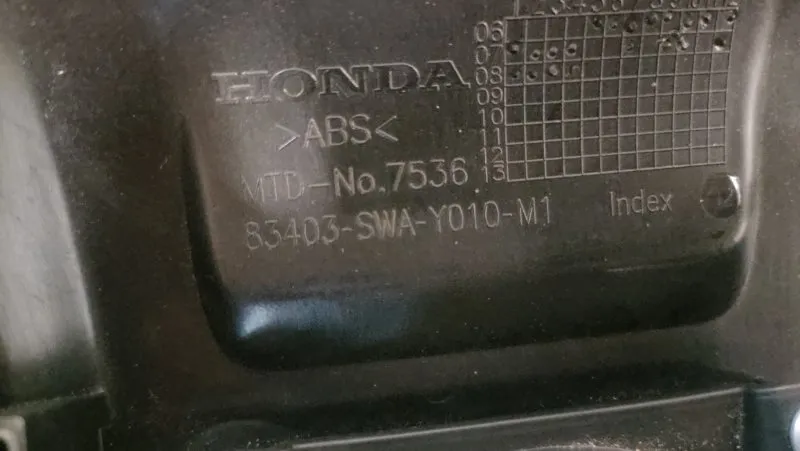 06
07
08
09
10
11
12
13
HONDA
>ABS<
MTD-No.7536
83403-SWA-Y010-M1
Index